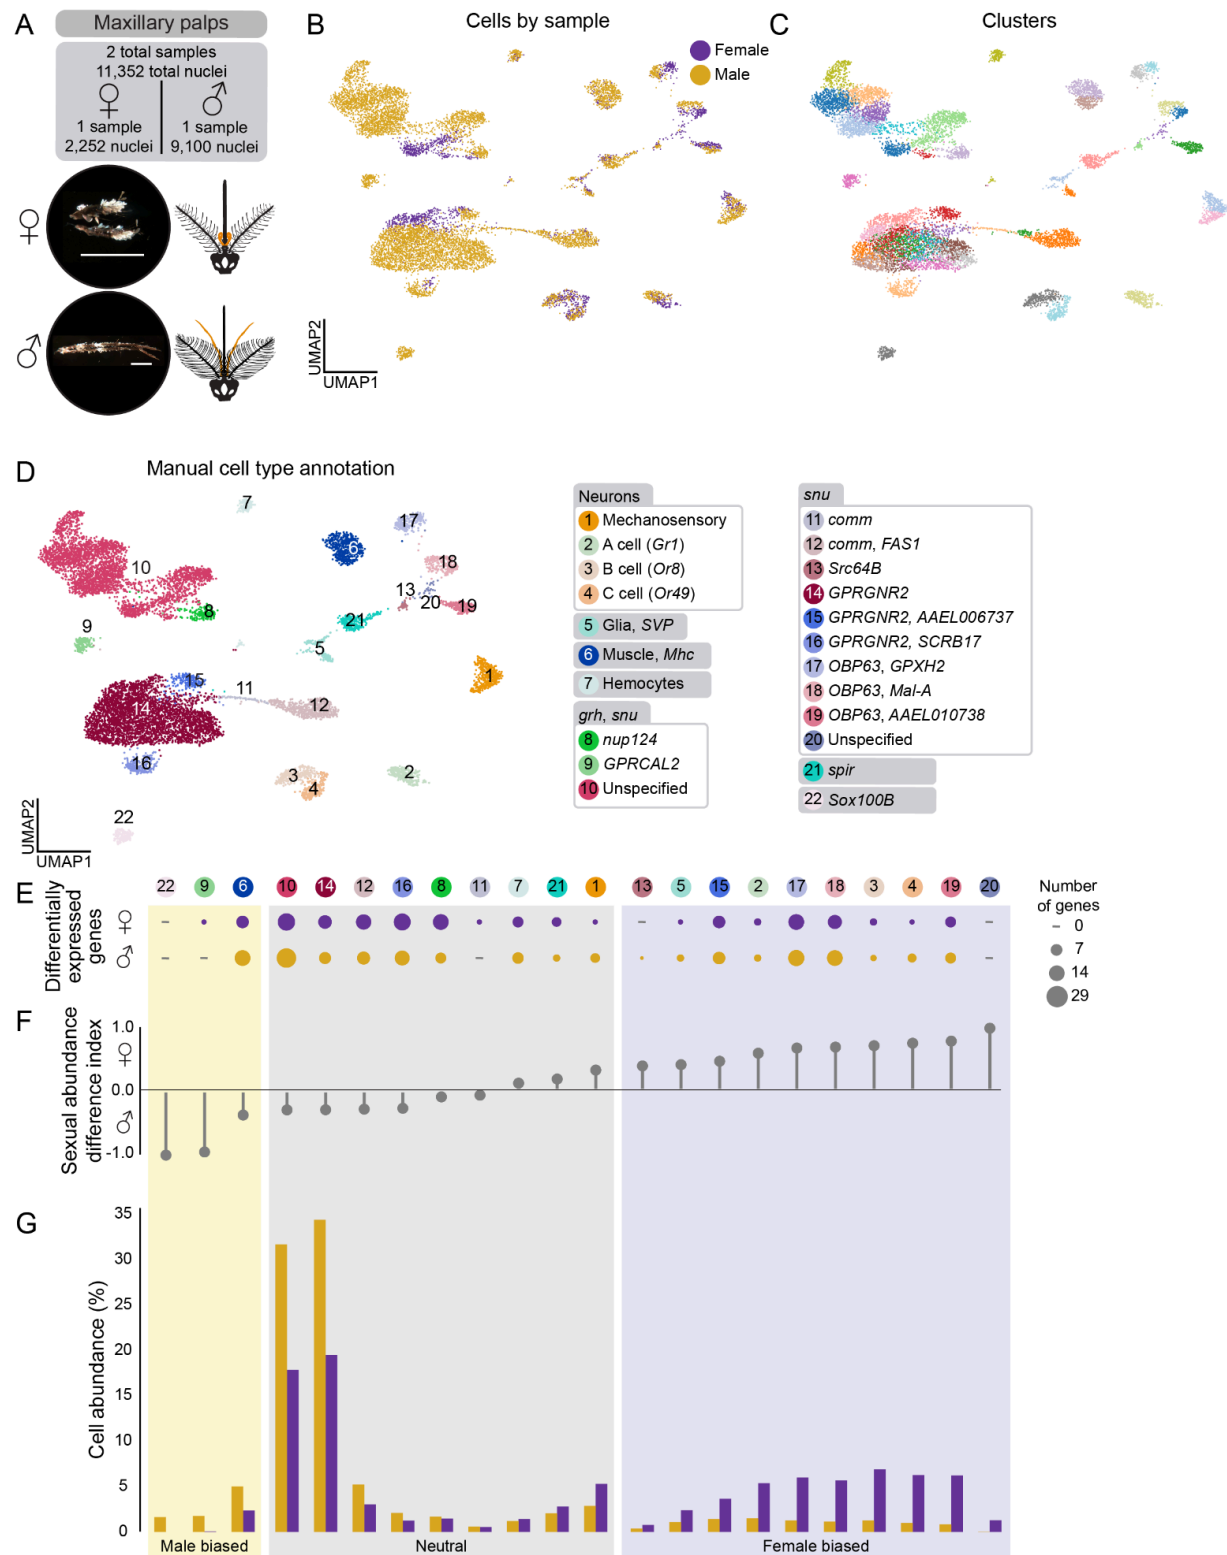 A
Maxillary palps
2 total samples
11,352 total nuclei
♀ ♂
1 sample 1 sample
2,252 nuclei 9,100 nuclei
♀
♂
B
Cells by sample
Female
Male
UMAP2
UMAP1
C
Clusters
D
Manual cell type annotation
7
17
6
10
18
13
20
19
8
21
9
5
1
15
11
14
12
16
3
4
2
22
UMAP2
UMAP1
Neurons
1 Mechanosensory
2 A cell (Gr1)
3 B cell (Or8)
4 C cell (Or49)
5 Glia, SVP
6 Muscle, Mhc
7 Hemocytes
grh, snu
8 nup124
9 GPRCAL2
10 Unspecified
snu
11 comm
12 comm, FAS1
13 Src64B
14 GPRGNR2
15 GPRGNR2, AAEL006737
16 GPRGNR2, SCRB17
17 OBP63, GPXH2
18 OBP63, Mal-A
19 OBP63, AAEL010738
20 Unspecified
21 spir
22 Sox100B
E
22 9 6 10 14 12 16 8 11 7 21 1 13 5 15 2 17 18 3 4 19 20
Differentially
expressed
genes
♀
♂
Number
of genes
0
7
14
29
F
Sexual abundance
difference index
1.0
♀
0.0
♂
-1.0
G
Cell abundance (%)
35
30
25
20
15
10
5
0
Male biased Neutral Female biased